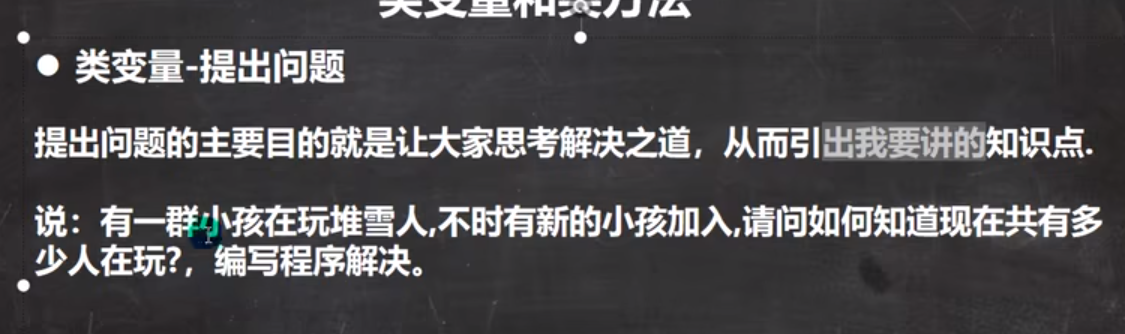 类变量和类方法
● 类变量-提出问题
提出问题的主要目的就是让大家思考解决之道，从而引出我要讲的知识点.
说：有一群小孩在玩堆雪人,不时有新的小孩加入,请问如何知道现在共有多
少人在玩?，编写程序解决。